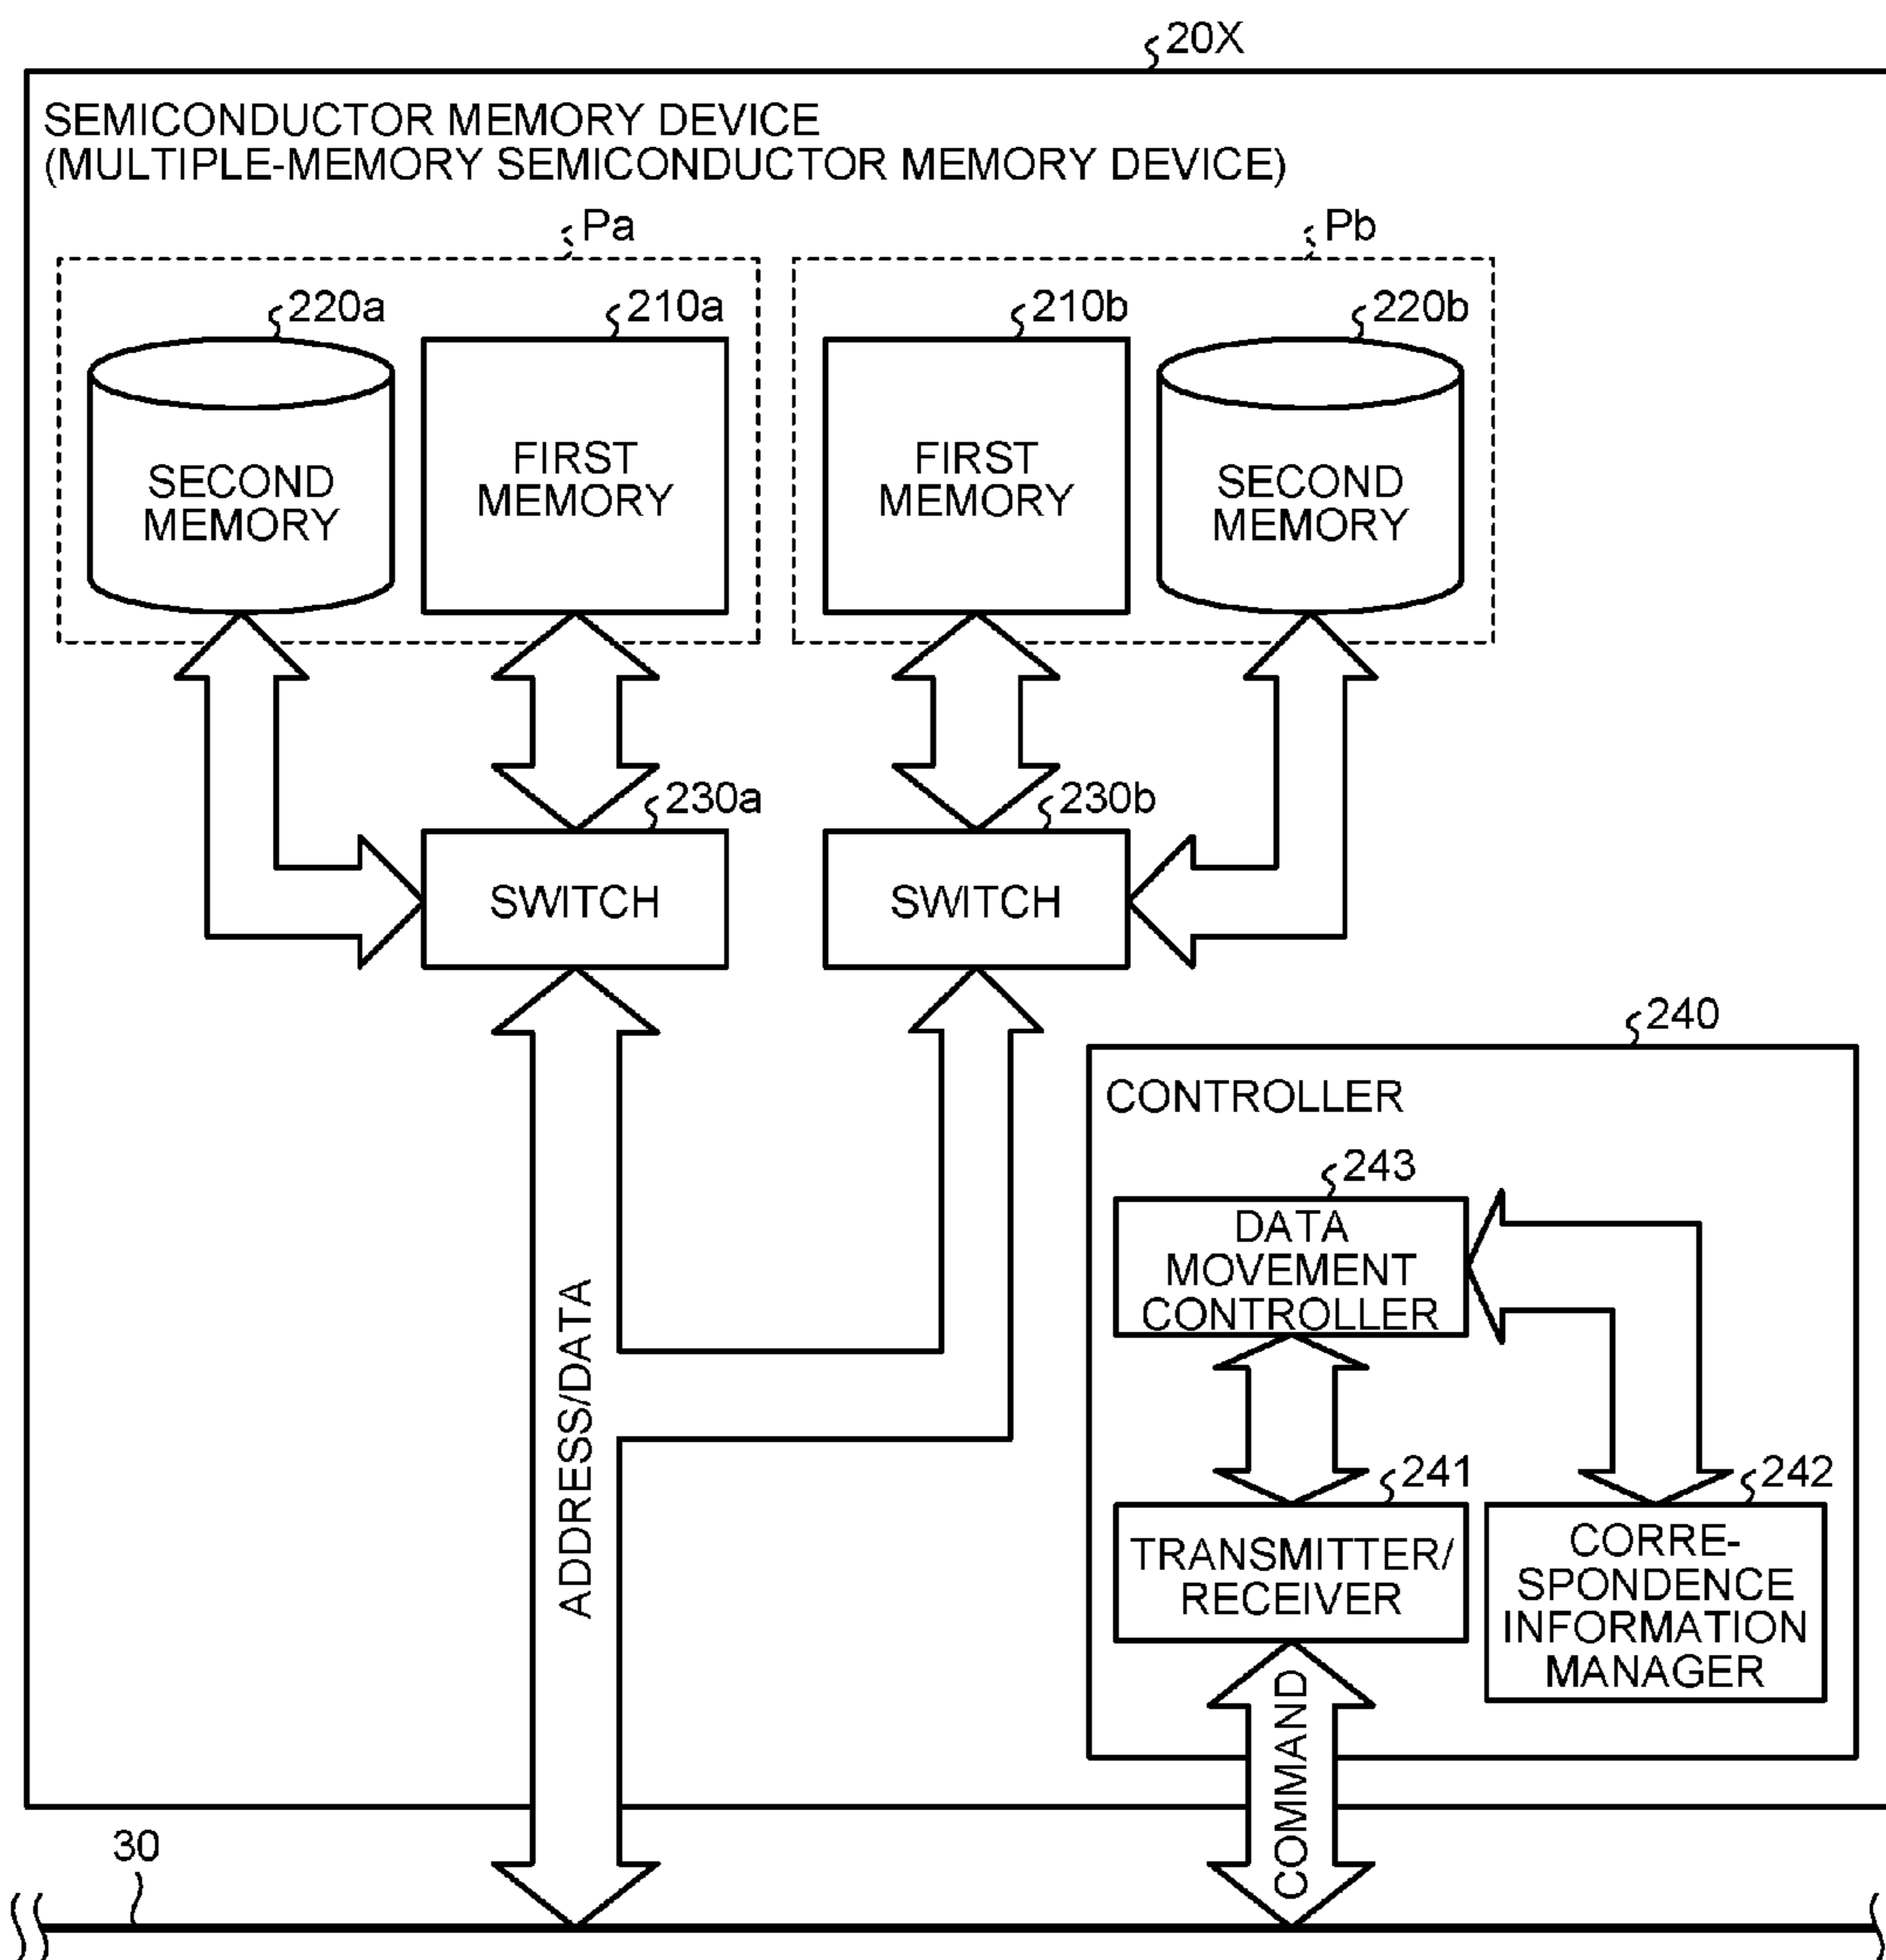 20X
SEMICONDUCTOR MEMORY DEVICE
(MULTIPLE-MEMORY SEMICONDUCTOR MEMORY DEVICE)
Pa
Pb
220a
210a
210b
220b
SECOND
MEMORY
FIRST
MEMORY
FIRST
MEMORY
SECOND
MEMORY
230a
230b
SWITCH
SWITCH
240
CONTROLLER
243
DATA
MOVEMENT
CONTROLLER
ADDRESS/DATA
241
242
TRANSMITTER/
RECEIVER
CORRE-
SPONDENCE
INFORMATION
MANAGER
COMMAND
30